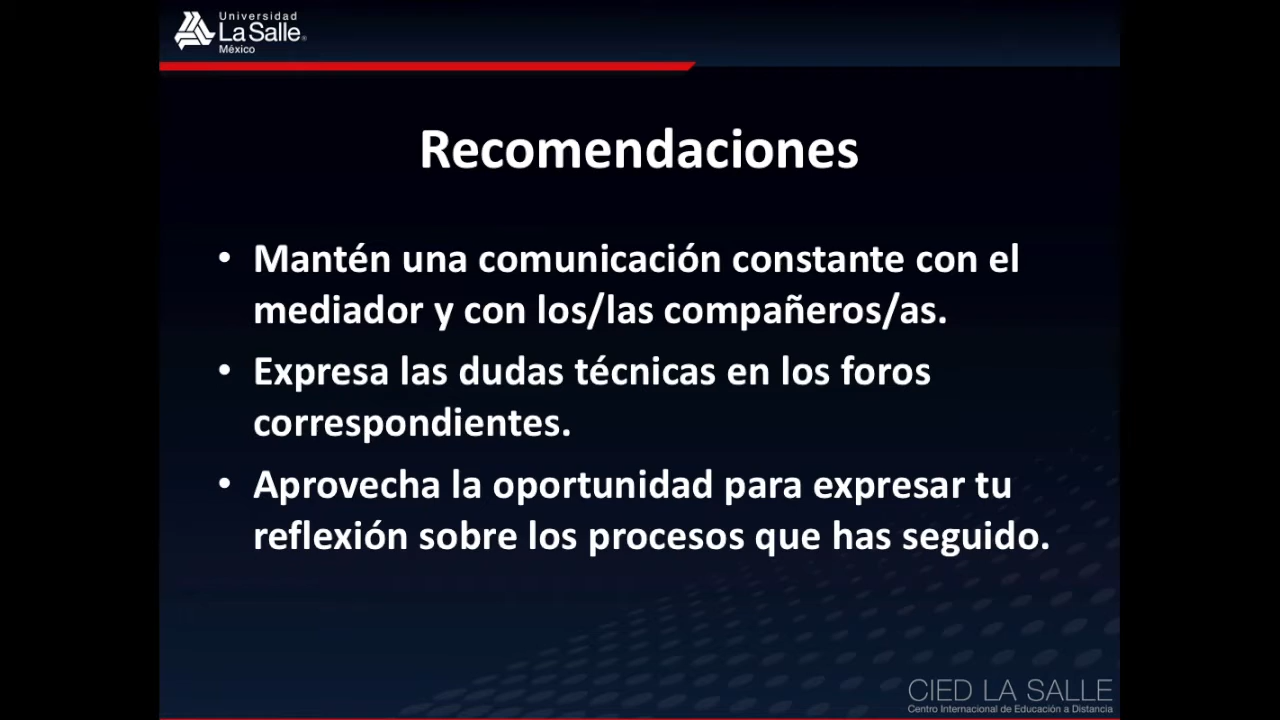 Universidad
La Salle®
México
Recomendaciones
• Mantén una comunicación constante con el
mediador y con los/las compañeros/as.
• Expresa las dudas técnicas en los foros
correspondientes.
• Aprovecha la oportunidad para expresar tu
reflexión sobre los procesos que has seguido.
CIED LA SALLE
Centro Internacional de Educación a Distancia